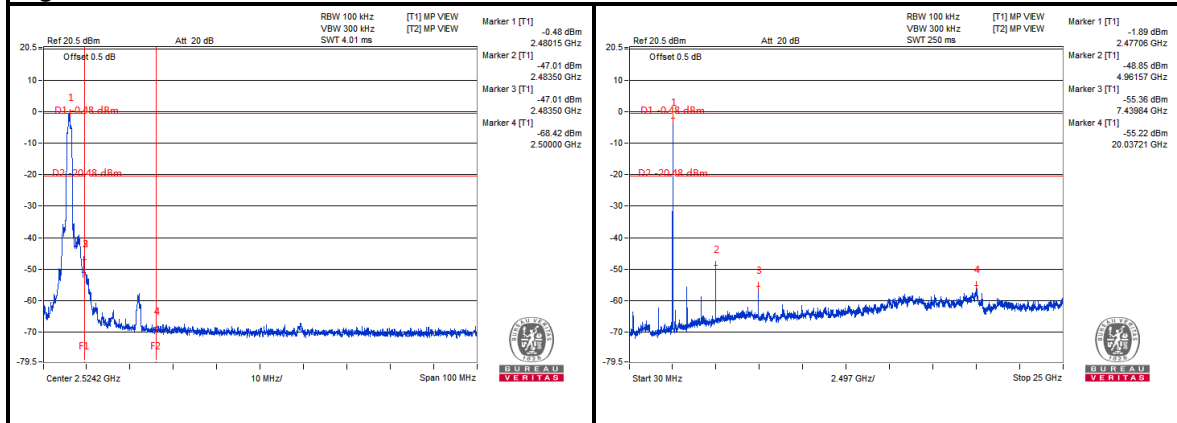 RBW 100 kHz [T1] MP VIEW
VBW 300 kHz [T2] MP VIEW
Ref 20.5 dBm Att 20 dB SWT 4.01 ms
Marker 1 [T1]
-0.48 dBm
2.48015 GHz
Marker 2 [T1]
-47.01 dBm
2.48350 GHz
Marker 3 [T1]
-47.01 dBm
2.48350 GHz
Marker 4 [T1]
-68.42 dBm
2.50000 GHz
20.5
Offset 0.5 dB
10
1
0
D1 -0.48 dBm
-10
-20
D2 -20.48 dBm
-30
-40
-50
-60
4
-70
F1 F2
-79.5
Center 2.5242 GHz 10 MHz/ Span 100 MHz
1828
BUREAU
VERITAS
RBW 100 kHz [T1] MP VIEW
VBW 300 kHz [T2] MP VIEW
Ref 20.5 dBm Att 20 dB SWT 250 ms
Marker 1 [T1]
-1.89 dBm
2.47706 GHz
Marker 2 [T1]
-48.85 dBm
4.96157 GHz
Marker 3 [T1]
-55.36 dBm
7.43984 GHz
Marker 4 [T1]
-55.22 dBm
20.03721 GHz
20.5
Offset 0.5 dB
10
1
0
D1 -0.48 dBm
-10
-20
D2 -20.48 dBm
-30
-40
2
-50
3 4
-60
-70
-79.5
Start 30 MHz 2.497 GHz/ Stop 25 GHz
1828
BUREAU
VERITAS